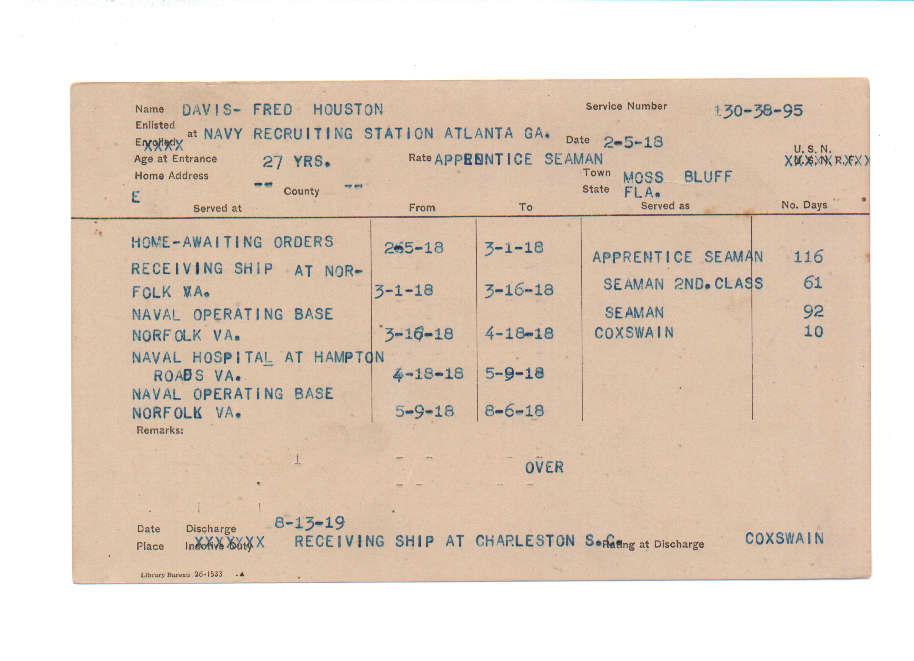 Name DAVIS- FRED HOUSTON Service Number 130-38-95
Enlisted
Enrolled at NAVY RECRUITING STATION ATLANTA GA. Date 2-5-18
XXXX
Age at Entrance 27 YRS. Rate APPRENTICE SEAMAN U. S. N.
U.S.N.R.F. XXXXXXXX
Home Address Town MOSS BLUFF
E -- County -- State FLA.
Served at From To Served as No. Days
HOME-AWAITING ORDERS 2-5-18 3-1-18 APPRENTICE SEAMAN 116
RECEIVING SHIP AT NOR-
FOLK VA. 3-1-18 3-16-18 SEAMAN 2ND.CLASS 61
NAVAL OPERATING BASE SEAMAN 92
NORFOLK VA. 3-16-18 4-18-18 COXSWAIN 10
NAVAL HOSPITAL AT HAMPTON
ROADS VA. 4-18-18 5-9-18
NAVAL OPERATING BASE
NORFOLK VA. 5-9-18 8-6-18
Remarks:
OVER
Date Discharge 8-13-19
Place Inactive Duty XXXXXXX RECEIVING SHIP AT CHARLESTON S.C. Rating at Discharge COXSWAIN
Library Bureau 26-1533